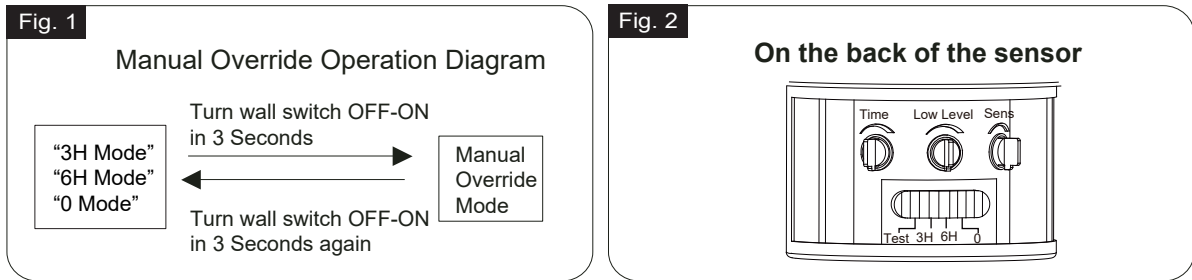 Fig. 1
Manual Override Operation Diagram
Turn wall switch OFF-ON
in 3 Seconds
“3H Mode”
“6H Mode”
“0 Mode”
Manual
Override
Mode
Turn wall switch OFF-ON
in 3 Seconds again
Fig. 2
On the back of the sensor
Time Low Level Sens
Test 3H 6H 0